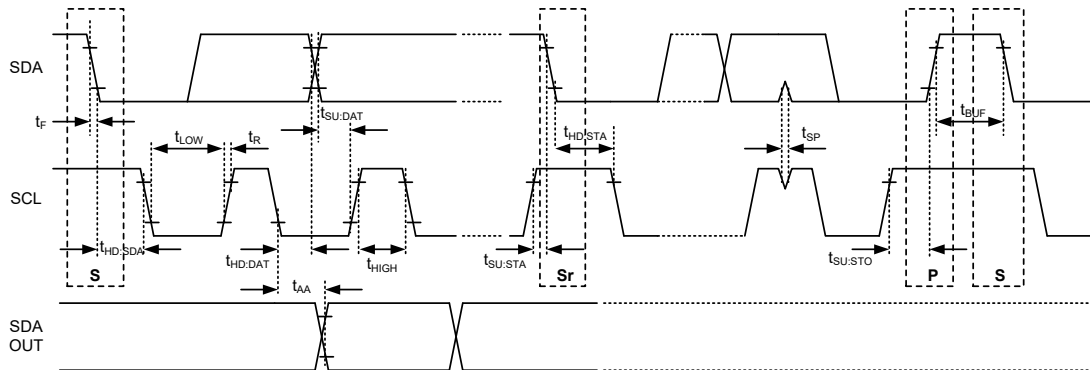 SDA
tF
tLOW
tR
tSU:DAT
tHD:STA
tSP
tBUF
SCL
tHD:SDA
S
tHD:DAT
tHIGH
tAA
tSU:STA
Sr
tSU:STO
P
S
SDA
OUT